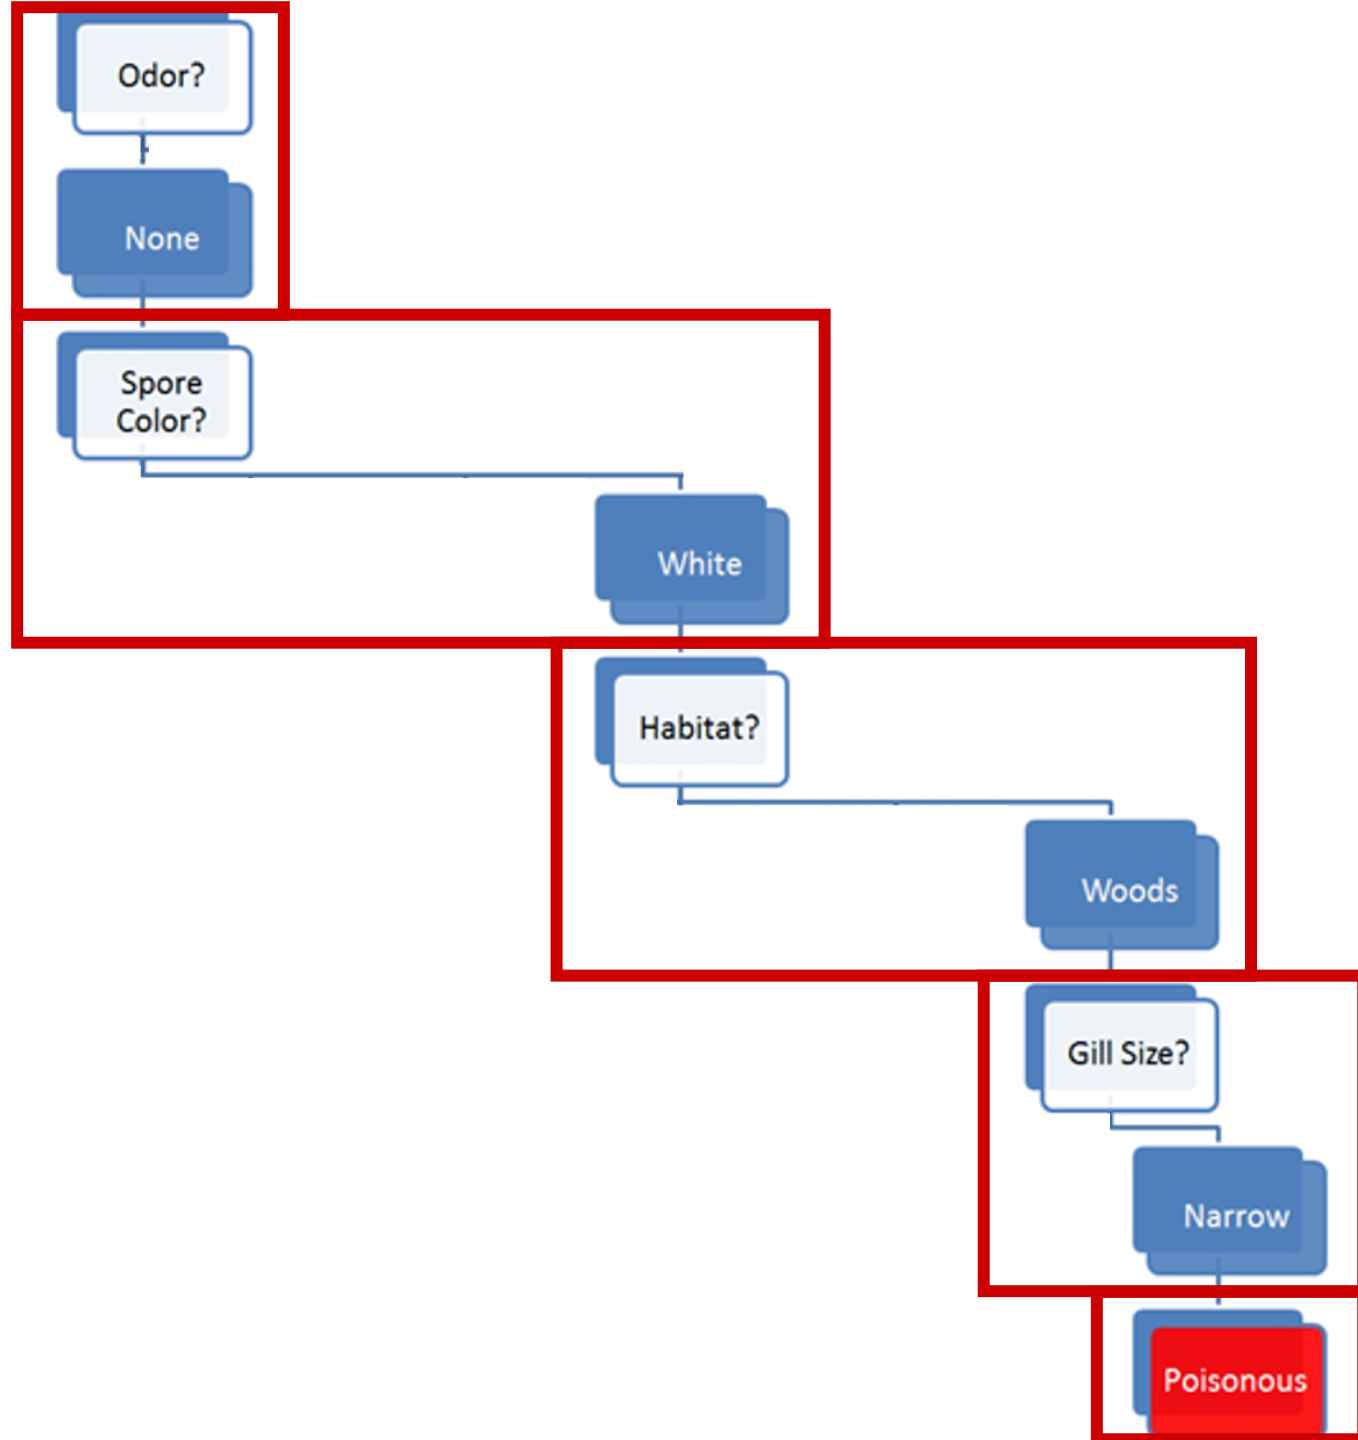 Odor?
None
Spore
Color?
White
Habitat?
Woods
Gill Size?
Narrow
Poisonous